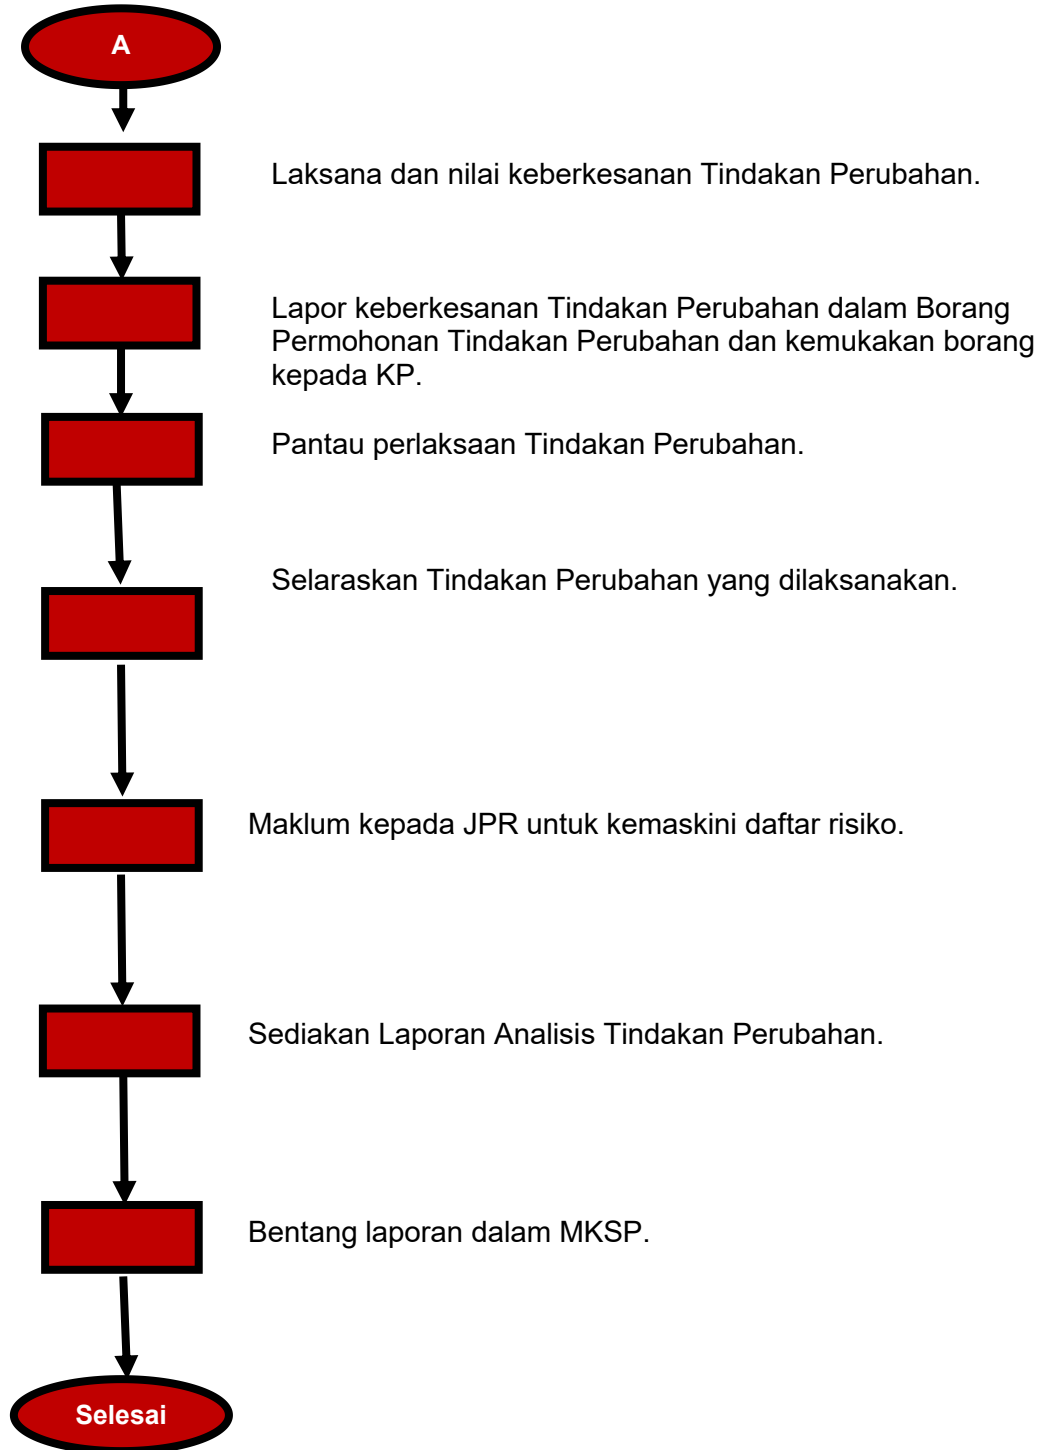 A
Laksana dan nilai keberkesanan Tindakan Perubahan.
Lapor keberkesanan Tindakan Perubahan dalam Borang
Permohonan Tindakan Perubahan dan kemukakan borang
kepada KP.
Pantau perlaksaan Tindakan Perubahan.
Selaraskan Tindakan Perubahan yang dilaksanakan.
Maklum kepada JPR untuk kemaskini daftar risiko.
Sediakan Laporan Analisis Tindakan Perubahan.
Bentang laporan dalam MKSP.
Selesai